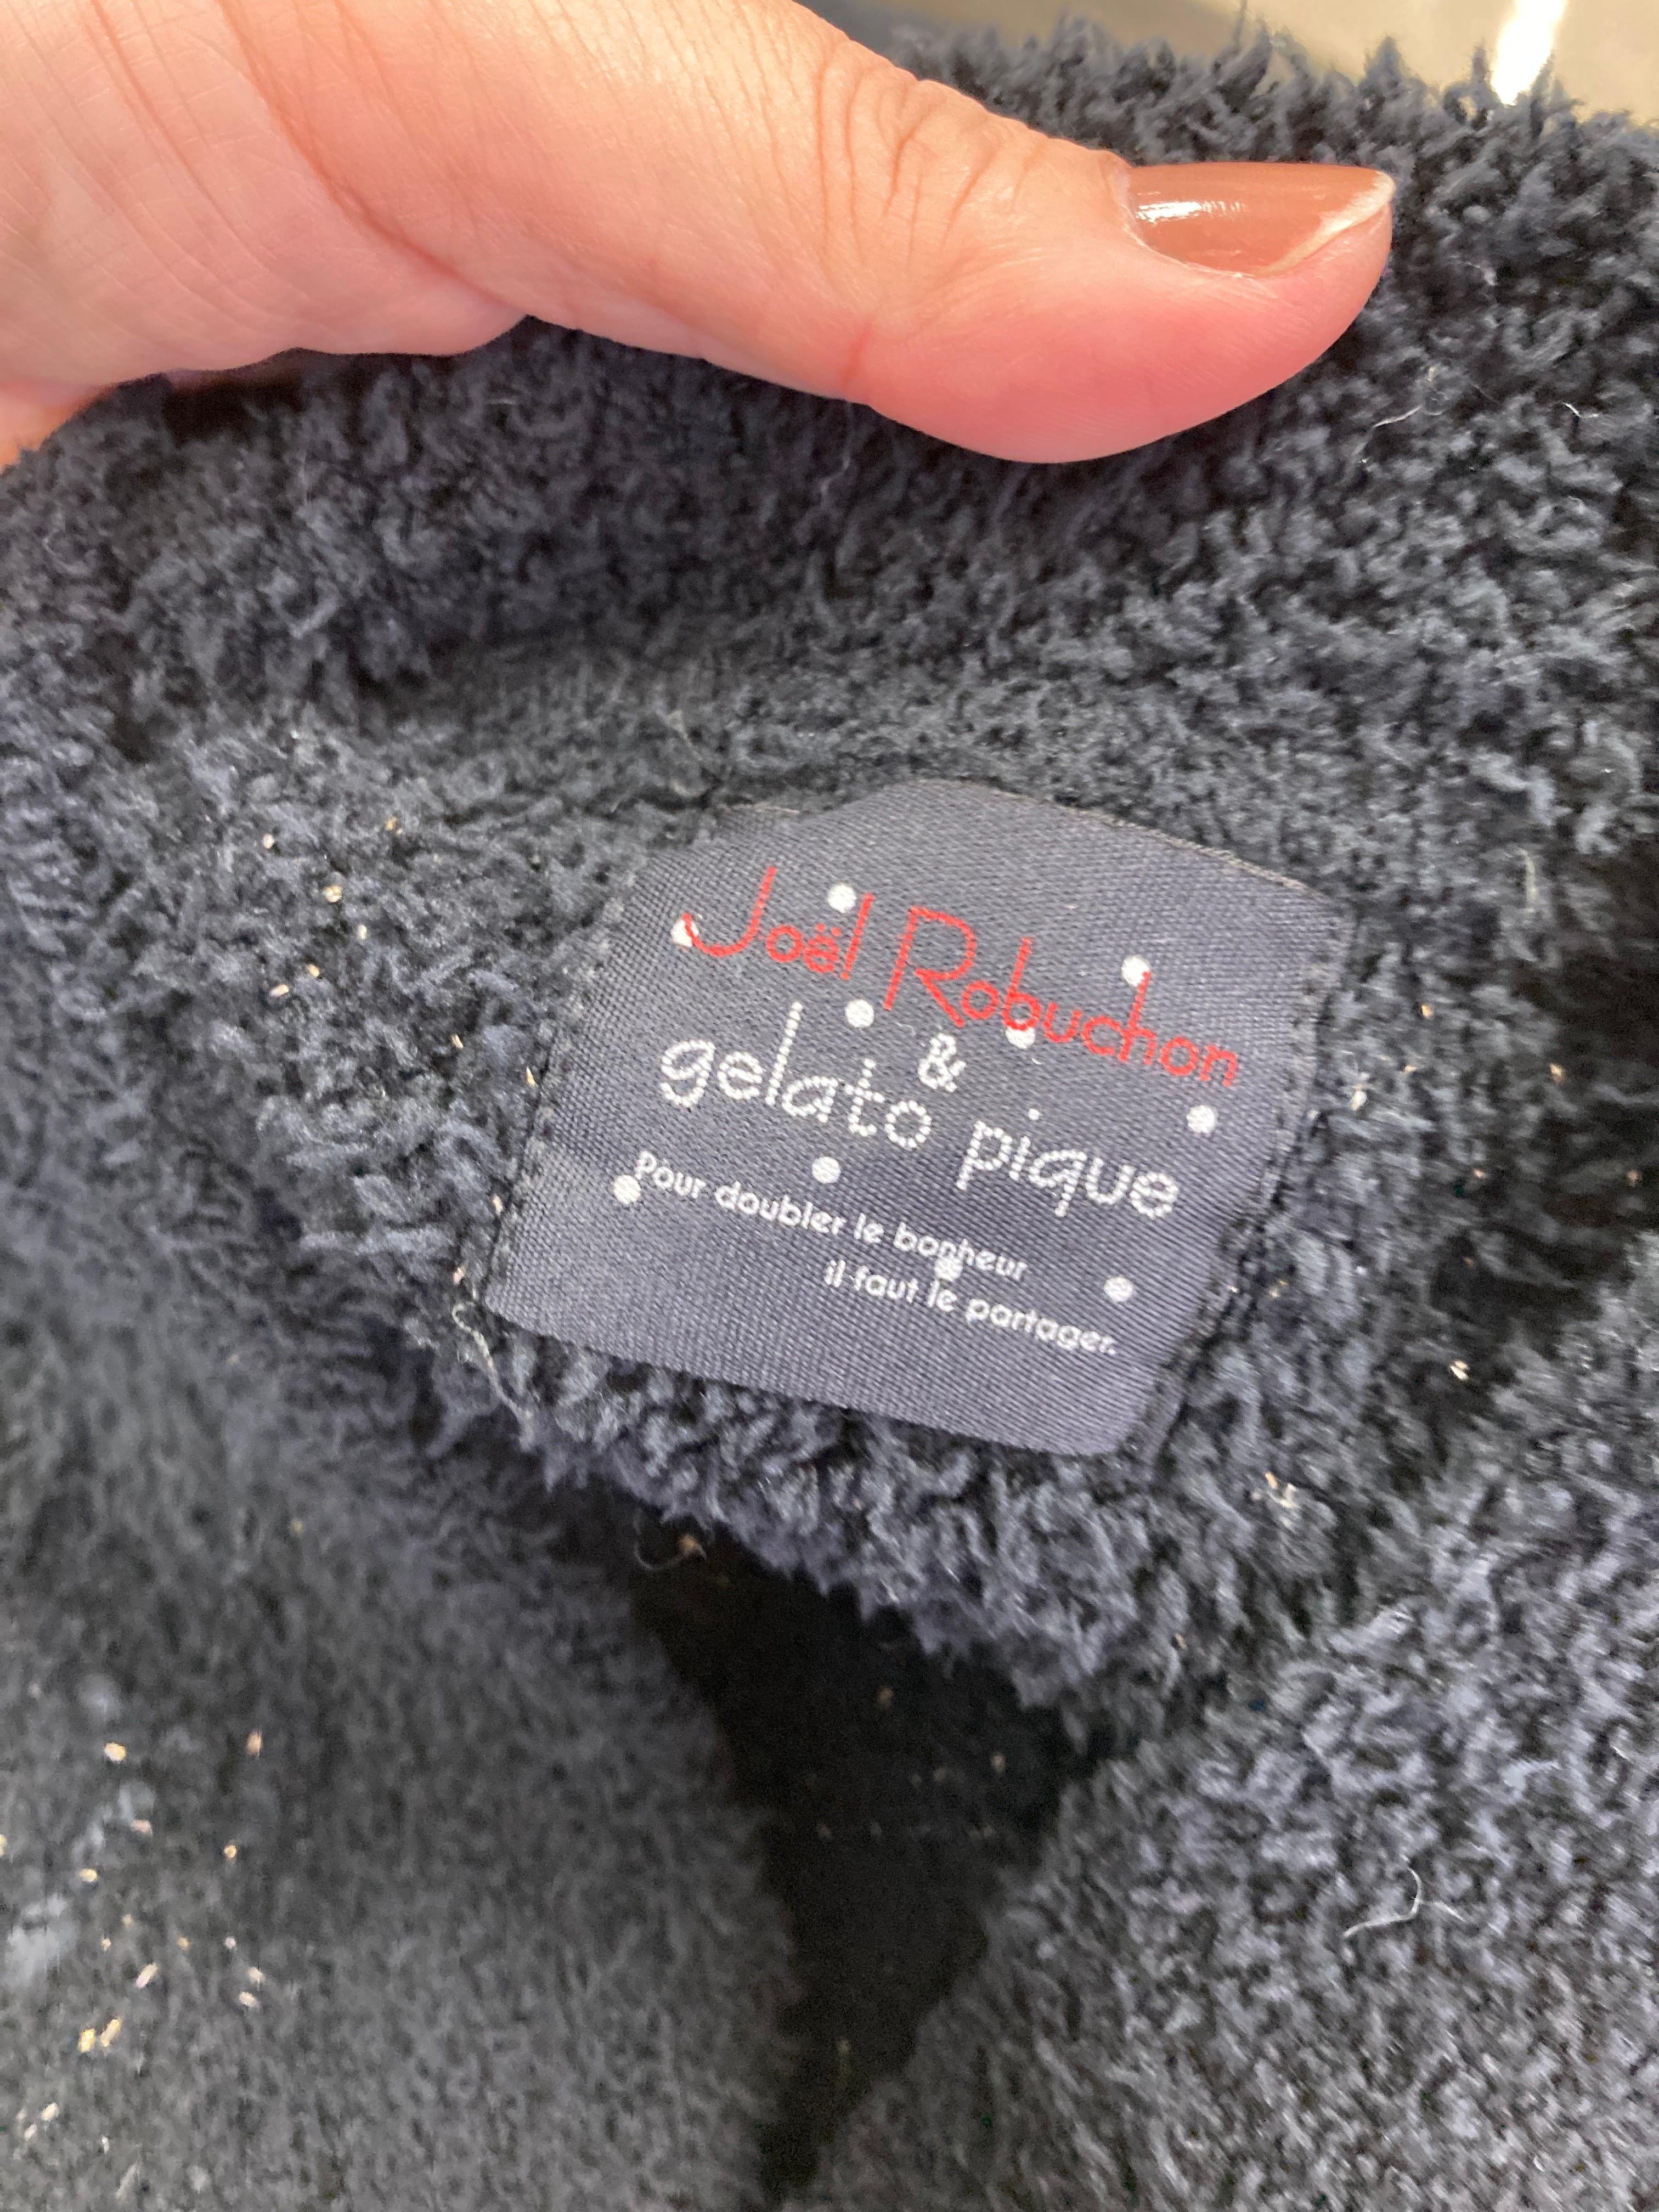 Joël Robuchon
&
gelato pique
Pour doubler le bonheur
il faut le partager.